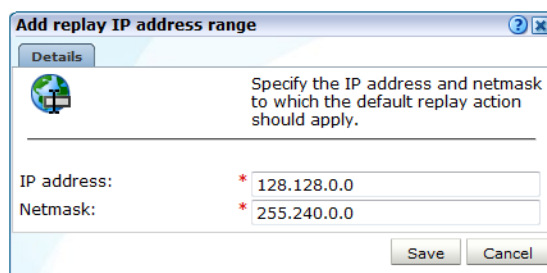 Add replay IP address range
Details
Specify the IP address and netmask
to which the default replay action
should apply.
IP address: * 128.128.0.0
Netmask: * 255.240.0.0
Save Cancel